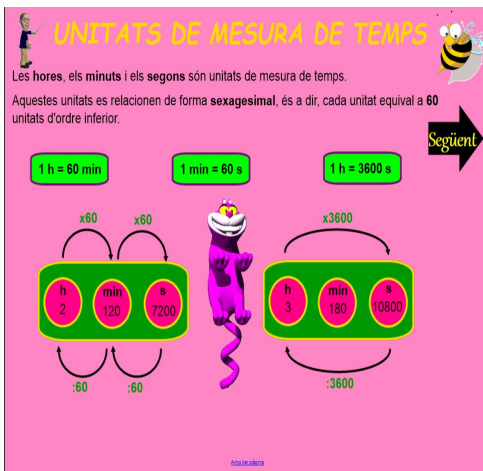 UNITATS DE MESURA DE TEMPS
Les hores, els minuts i els segons són unitats de mesura de temps.
Aquestes unitats es relacionen de forma sexagesimal, és a dir, cada unitat equival a 60
unitats d'ordre inferior.
Següent
1 h = 60 min
1 min = 60 s
1 h = 3600 s
x60
x60
x3600
h
2
min
120
s
7200
h
3
min
180
s
10800
:60
:60
:3600
Ampliar pàgina